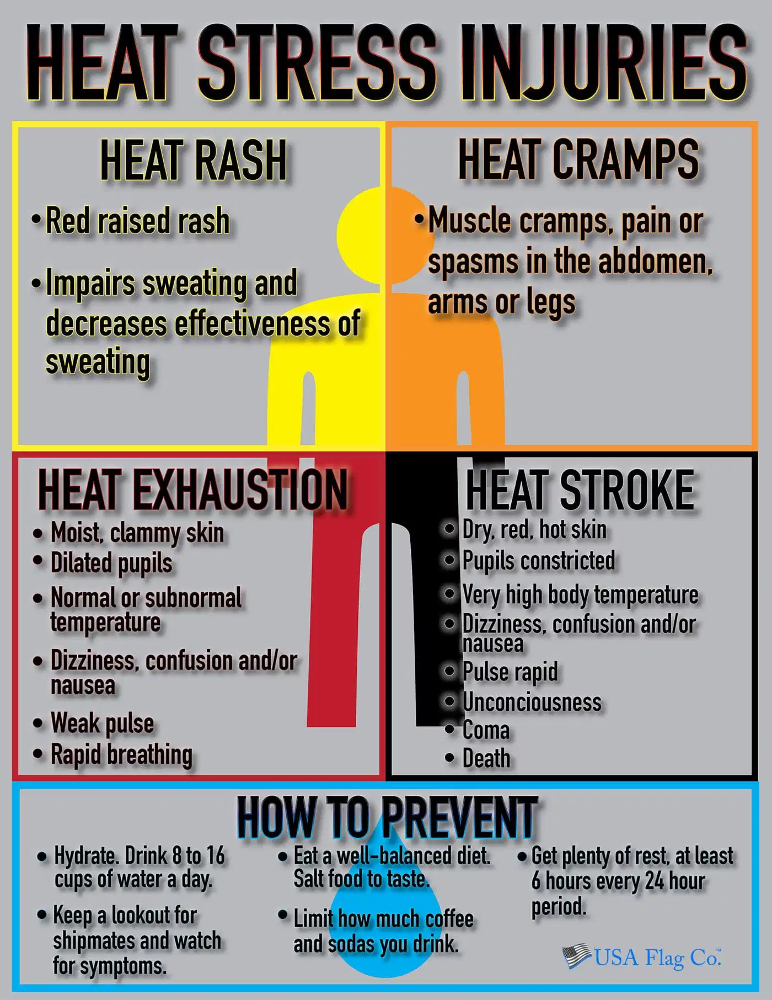 HEAT STRESS INJURIES
HEAT RASH
• Red raised rash
• Impairs sweating and
decreases effectiveness of
sweating
HEAT CRAMPS
• Muscle cramps, pain or
spasms in the abdomen,
arms or legs
HEAT EXHAUSTION
• Moist, clammy skin
• Dilated pupils
• Normal or subnormal
temperature
• Dizziness, confusion and/or
nausea
• Weak pulse
• Rapid breathing
HEAT STROKE
• Dry, red, hot skin
• Pupils constricted
• Very high body temperature
• Dizziness, confusion and/or
nausea
• Pulse rapid
• Unconciousness
• Coma
• Death
HOW TO PREVENT
• Hydrate. Drink 8 to 16
cups of water a day.
• Keep a lookout for
shipmates and watch
for symptoms.
• Eat a well-balanced diet.
Salt food to taste.
• Limit how much coffee
and sodas you drink.
• Get plenty of rest, at least
6 hours every 24 hour
period.
USA Flag Co.™